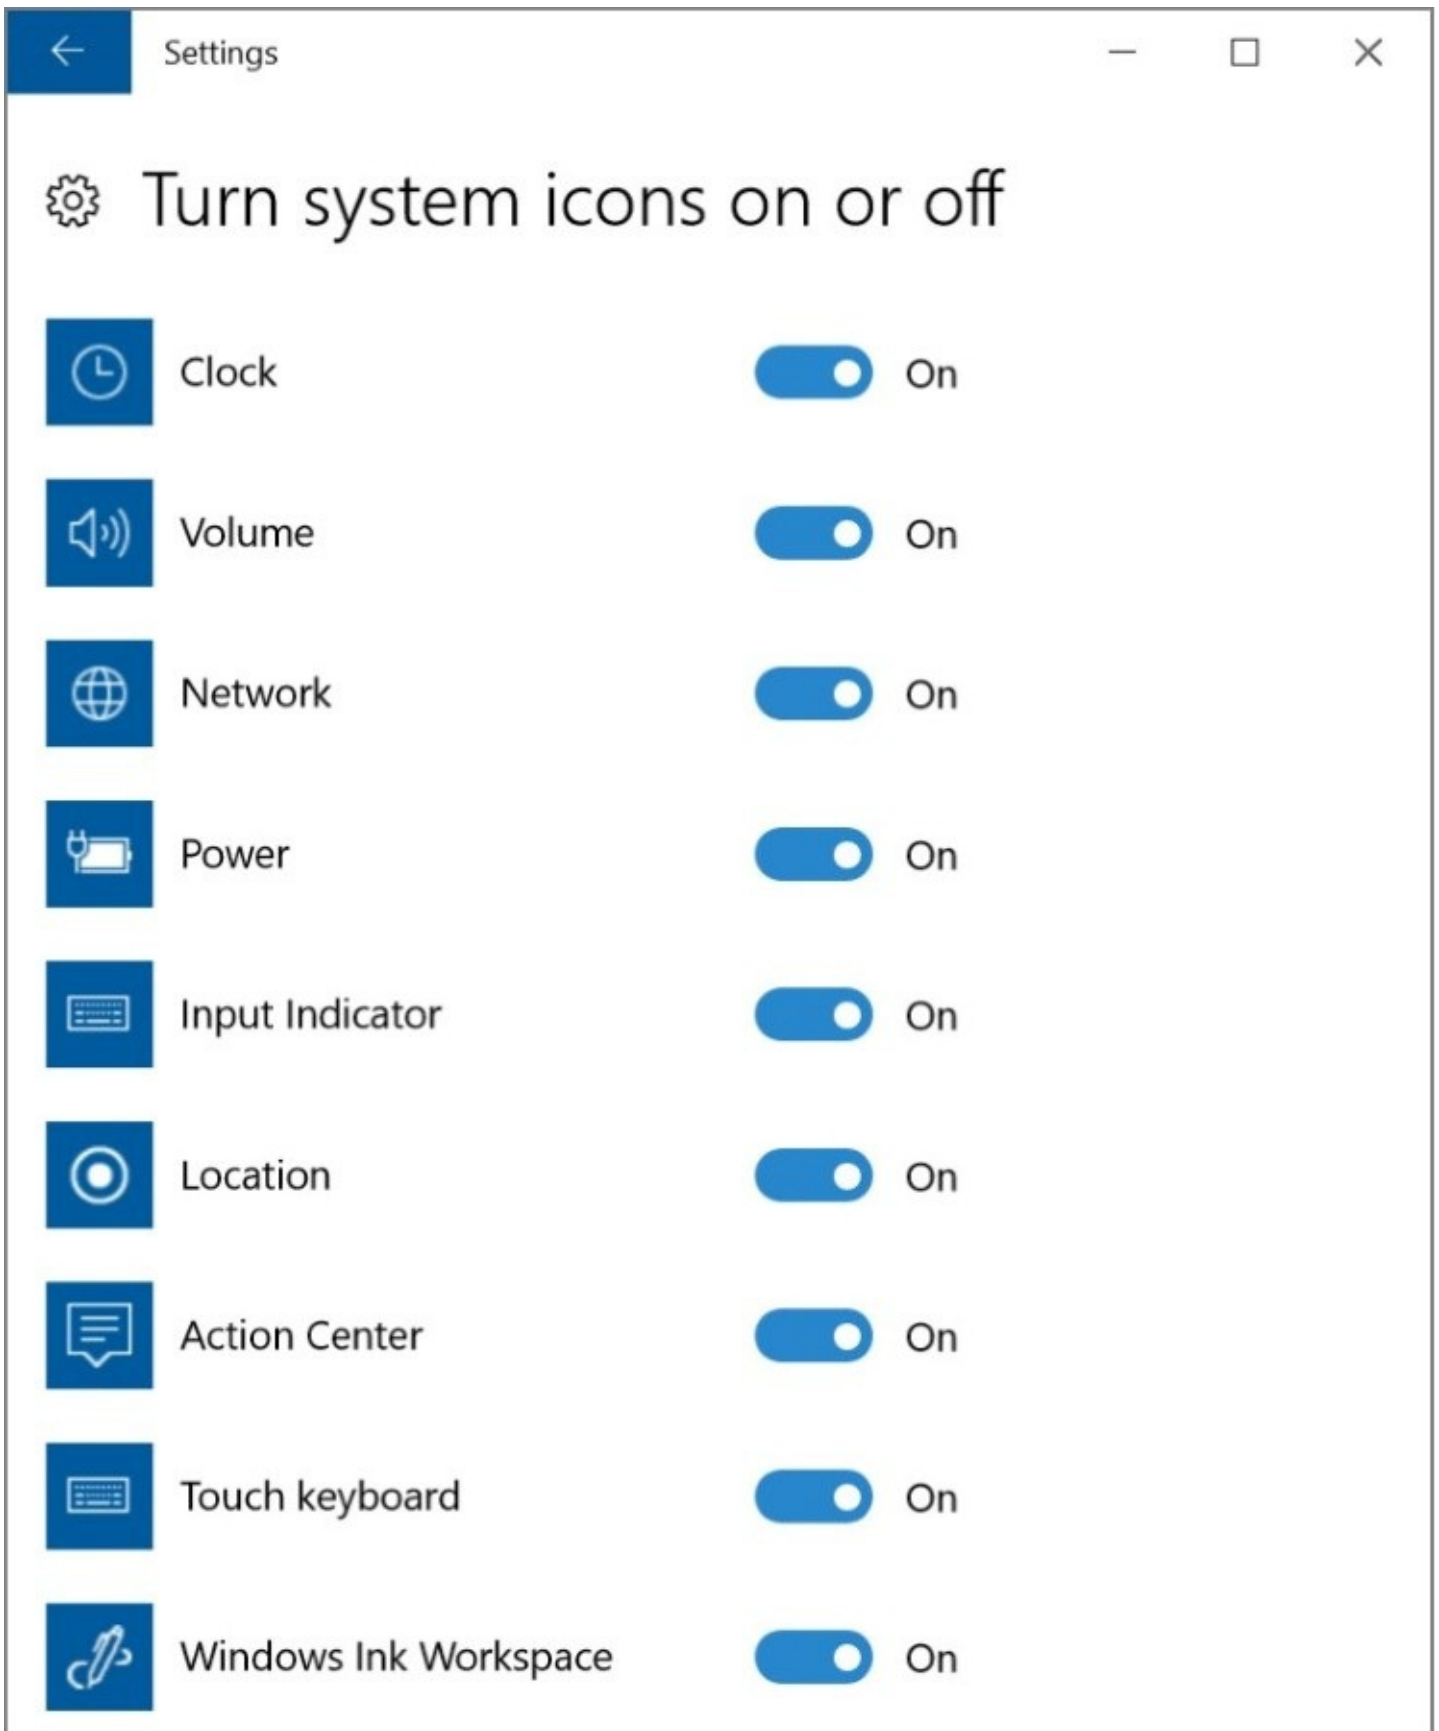 Settings
Turn system icons on or off
Clock On
Volume On
Network On
Power On
Input Indicator On
Location On
Action Center On
Touch keyboard On
Windows Ink Workspace On